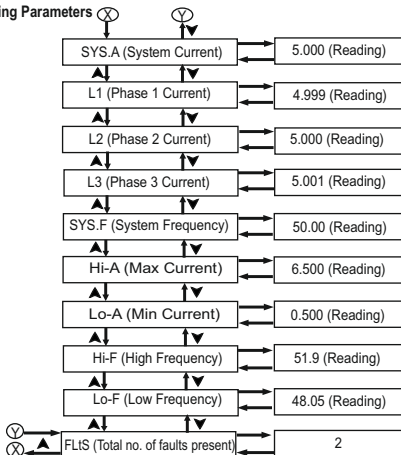 ng Parameters X Y
SYS.A (System Current) 5.000 (Reading)
L1 (Phase 1 Current) 4.999 (Reading)
L2 (Phase 2 Current) 5.000 (Reading)
L3 (Phase 3 Current) 5.001 (Reading)
SYS.F (System Frequency) 50.00 (Reading)
Hi-A (Max Current) 6.500 (Reading)
Lo-A (Min Current) 0.500 (Reading)
Hi-F (High Frequency) 51.9 (Reading)
Lo-F (Low Frequency) 48.05 (Reading)
Y
X
FLtS (Total no. of faults present) 2